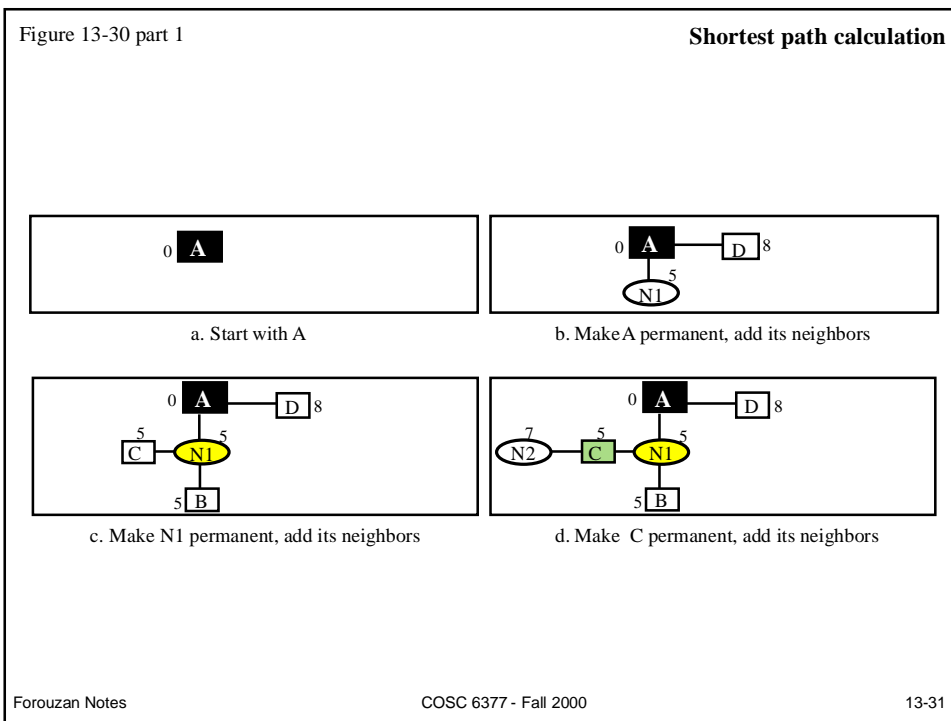 Figure 13-30 part 1
Shortest path calculation
0 A
a. Start with A
0 A D 8
5
N1
b. Make A permanent, add its neighbors
0 A D 8
5 5
C N1
5 B
c. Make N1 permanent, add its neighbors
0 A D 8
7 5 5
N2 C N1
5 B
d. Make C permanent, add its neighbors
Forouzan Notes
COSC 6377 - Fall 2000
13-31